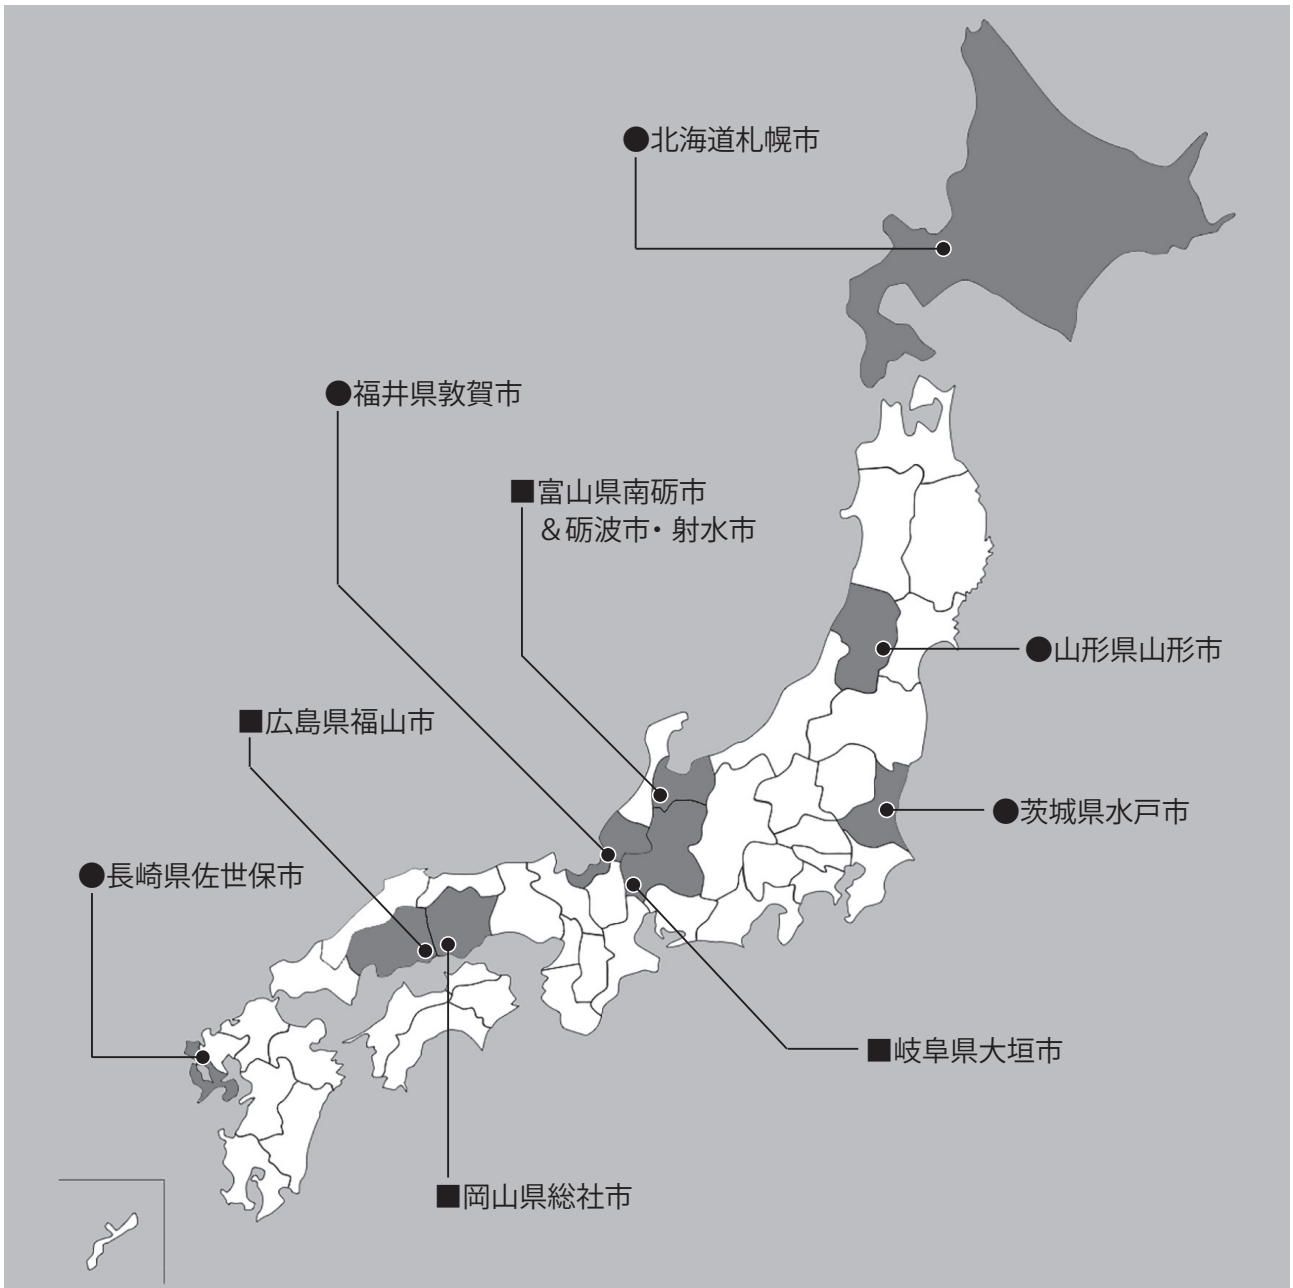 ●北海道札幌市
●福井県敦賀市
■富山県南砺市
＆砺波市・射水市
●山形県山形市
■広島県福山市
●茨城県水戸市
●長崎県佐世保市
■岐阜県大垣市
■岡山県総社市